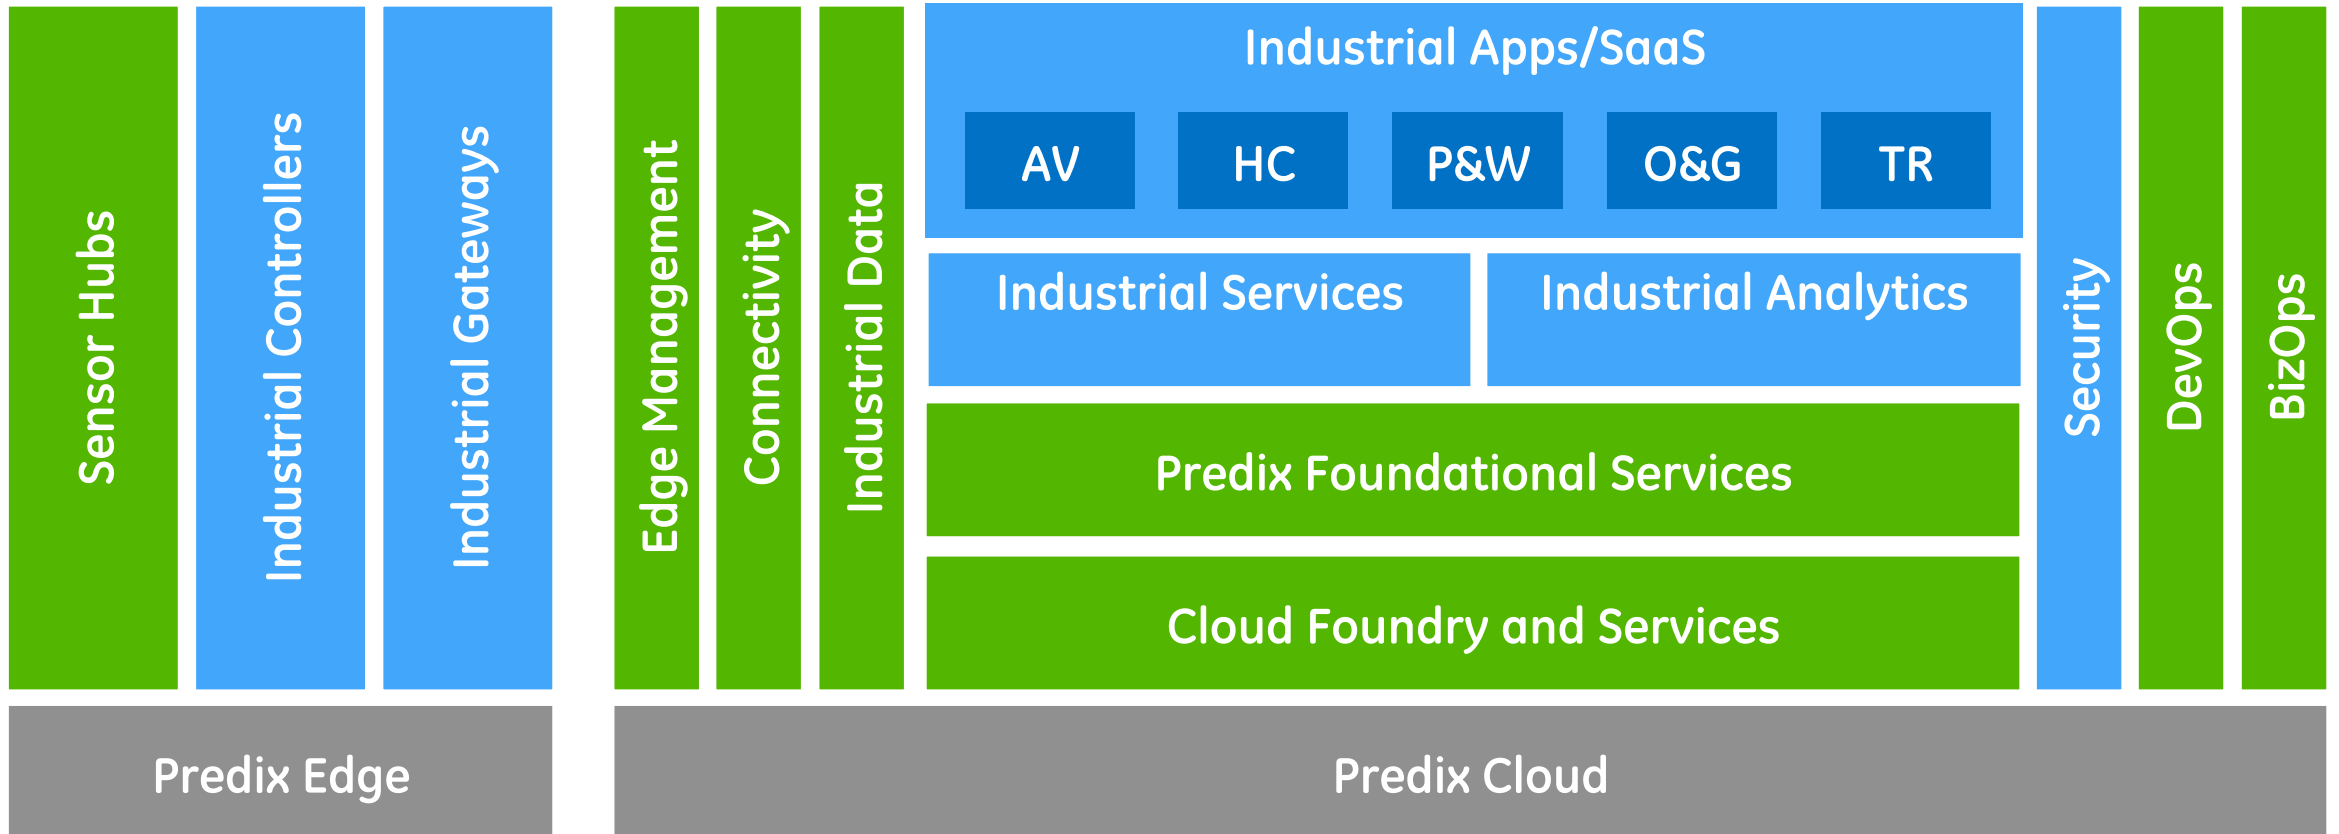 Sensor Hubs
Industrial Controllers
Industrial Gateways
Predix Edge
Edge Management
Connectivity
Industrial Data
Industrial Apps/SaaS
AV
HC
P&W
O&G
TR
Industrial Services
Industrial Analytics
Predix Foundational Services
Cloud Foundry and Services
Security
DevOps
BizOps
Predix Cloud